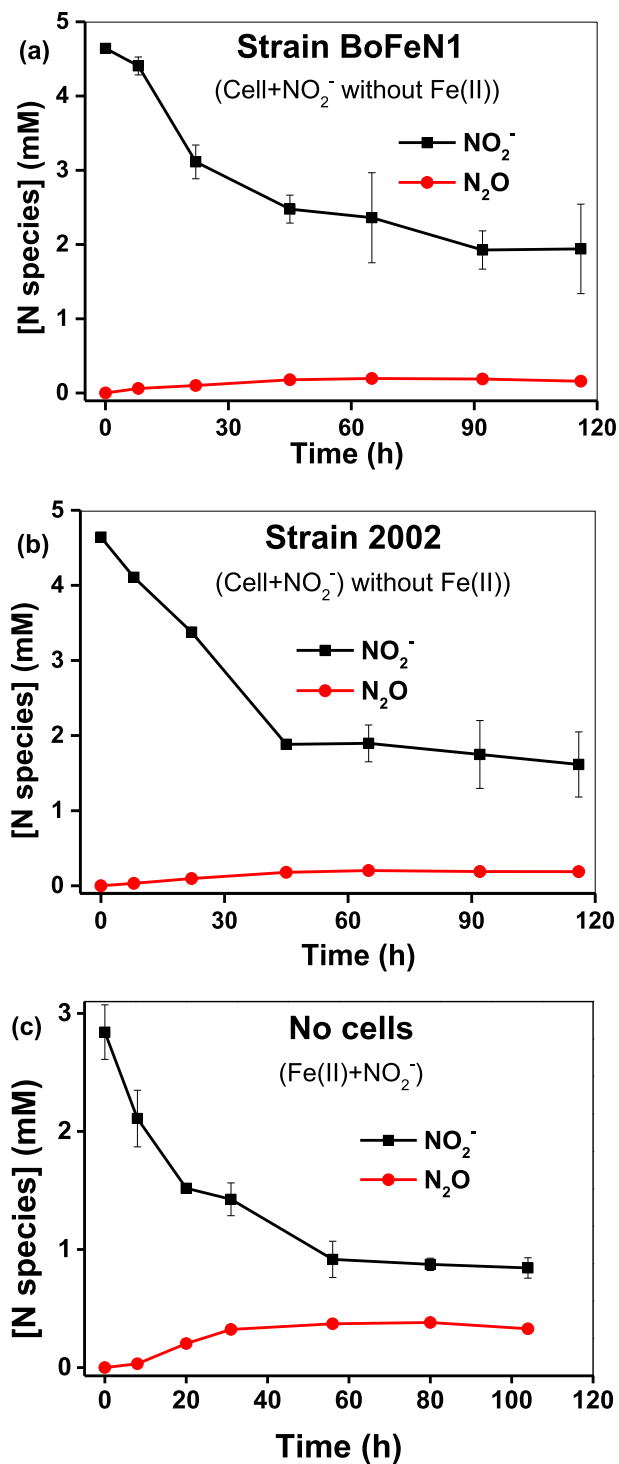 (a)
Strain BoFeN1
(Cell+NO₂⁻ without Fe(II))
NO₂⁻
N₂O
[N species] (mM)
5
4
3
2
1
0
0 30 60 90 120
Time (h)
(b)
Strain 2002
(Cell+NO₂⁻) without Fe(II))
NO₂⁻
N₂O
[N species] (mM)
5
4
3
2
1
0
0 30 60 90 120
Time (h)
(c)
No cells
(Fe(II)+NO₂⁻)
NO₂⁻
N₂O
[N species] (mM)
3
2
1
0
0 20 40 60 80 100 120
Time (h)